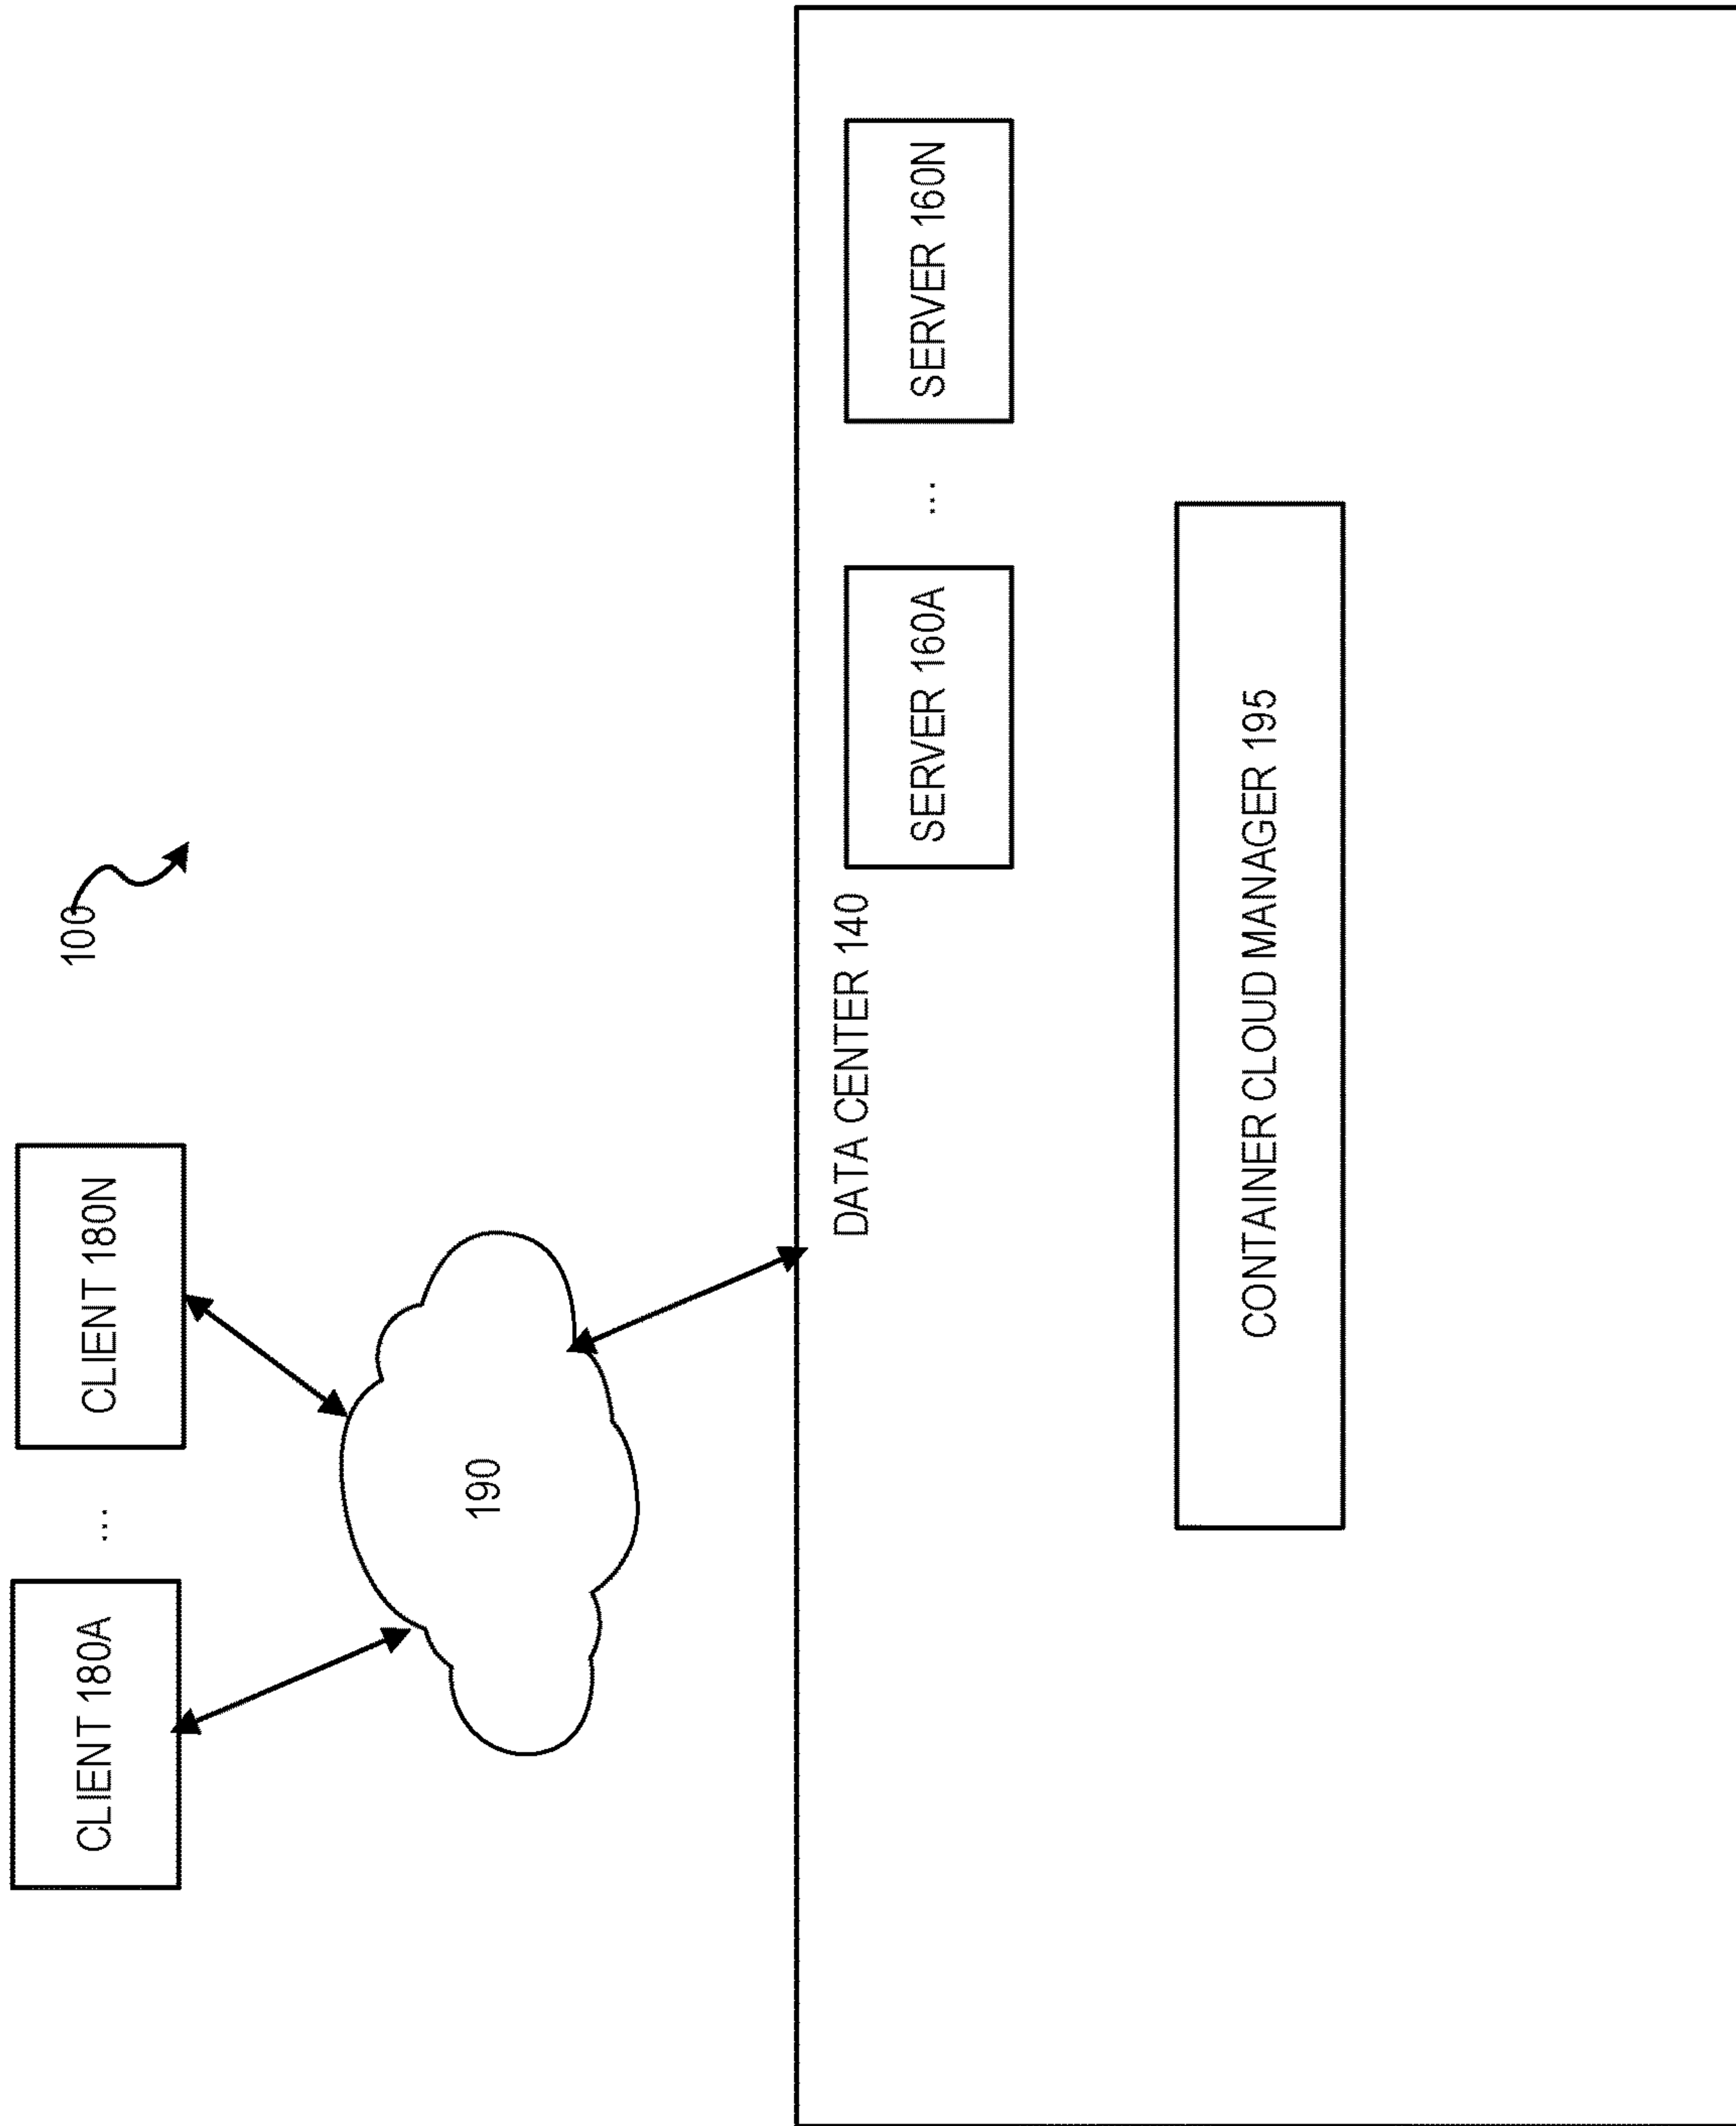 100
CLIENT 180A
...
CLIENT 180N
190
DATA CENTER 140
SERVER 160A
...
SERVER 160N
CONTAINER CLOUD MANAGER 195